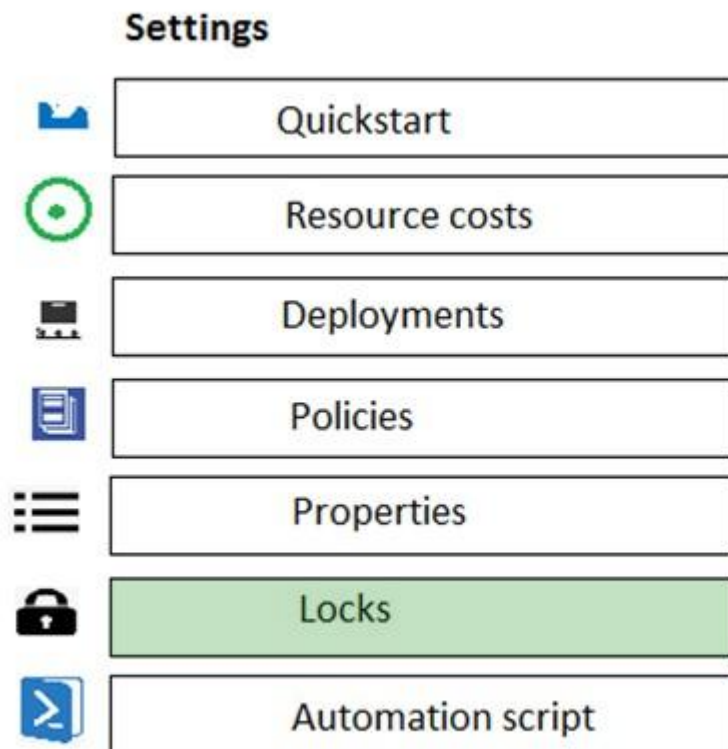 Settings
Quickstart
Resource costs
Deployments
Policies
Properties
Locks
Automation script